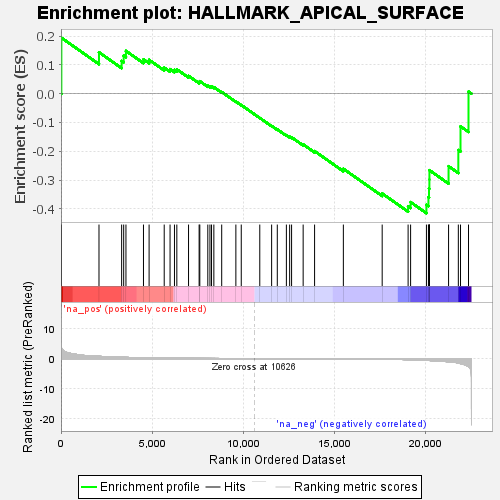 Enrichment plot: HALLMARK_APICAL_SURFACE
Enrichment score (ES)
0.2
0.1
0.0
-0.1
-0.2
-0.3
-0.4
'na_pos' (positively correlated)
Ranked list metric (PreRanked)
10
0
-10
-20
Zero cross at 10626
'na_neg' (negatively correlated)
0
5,000
10,000
15,000
20,000
Rank in Ordered Dataset
Enrichment profile
Hits
Ranking metric scores